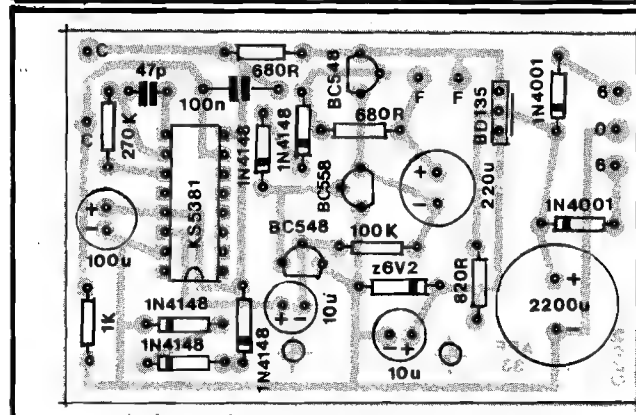 C
47p
680R
100n
BC548
F
F
BD135
1N4001
6
0
6
270K
KS5381
1N4148
1N4148
680R
BC558
220u
+
-
1N4001
+
-
100u
BC548
100K
z6V2
820R
2200u
+
-
1K
1N4148
1N4148
1N4148
+
-
10u
-
+
10u